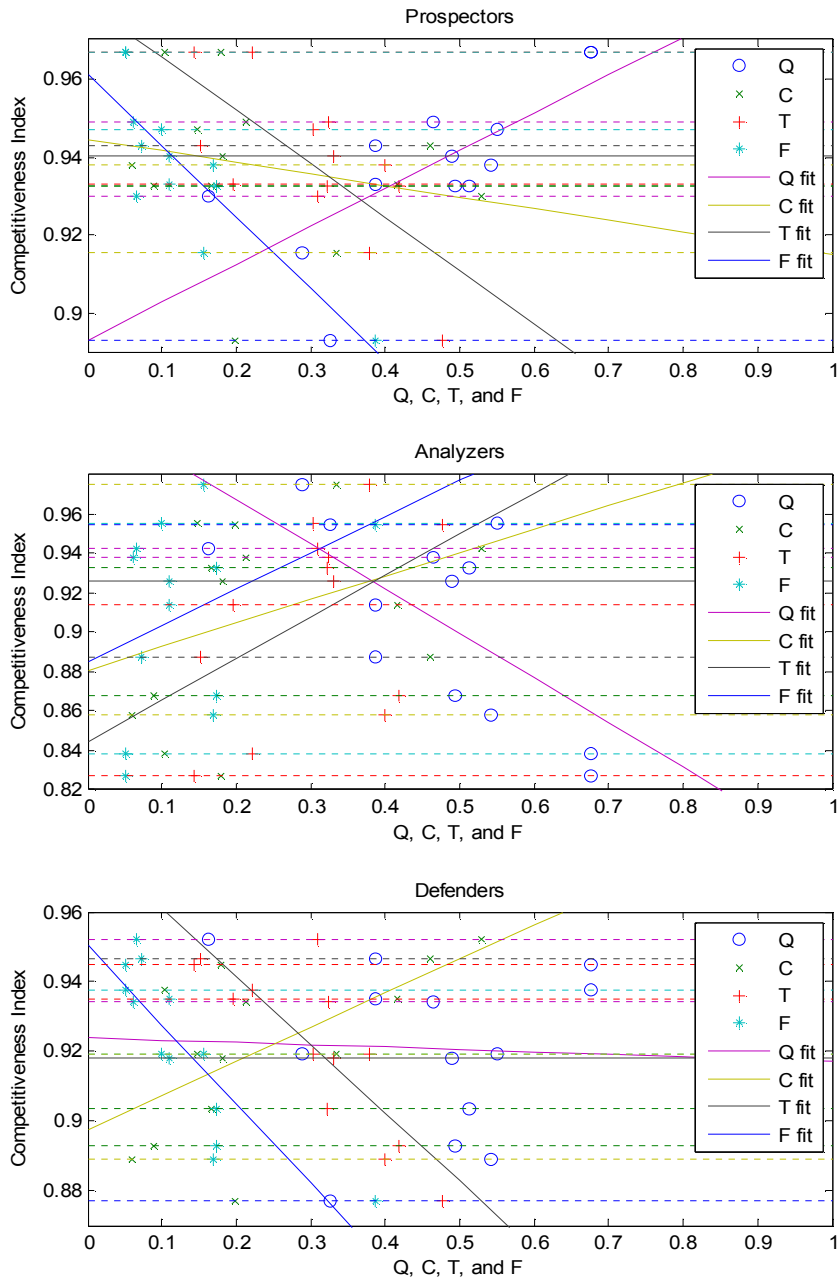 Prospectors
Competitiveness Index
0.96
0.94
0.92
0.9
0 0.1 0.2 0.3 0.4 0.5 0.6 0.7 0.8 0.9 1
Q, C, T, and F
Q
C
T
F
Q fit
C fit
T fit
F fit
Analyzers
Competitiveness Index
0.96
0.94
0.92
0.9
0.88
0.86
0.84
0.82
0 0.1 0.2 0.3 0.4 0.5 0.6 0.7 0.8 0.9 1
Q, C, T, and F
Q
C
T
F
Q fit
C fit
T fit
F fit
Defenders
Competitiveness Index
0.96
0.94
0.92
0.9
0.88
0 0.1 0.2 0.3 0.4 0.5 0.6 0.7 0.8 0.9 1
Q, C, T, and F
Q
C
T
F
Q fit
C fit
T fit
F fit